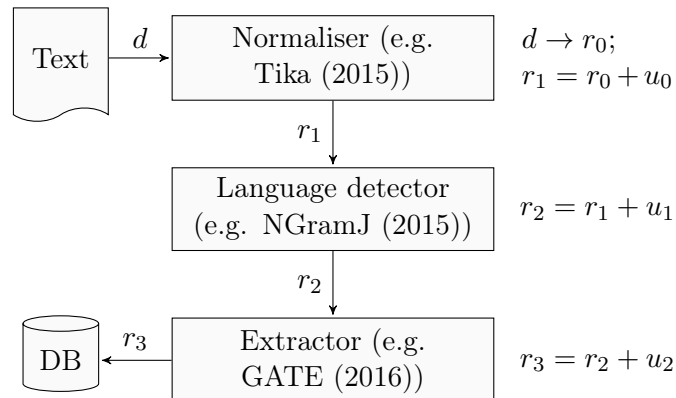 Text
d
Normaliser (e.g.
Tika (2015))
d → r₀;
r₁ = r₀ + u₀
r₁
Language detector
(e.g. NGramJ (2015))
r₂ = r₁ + u₁
r₂
DB
r₃
Extractor (e.g.
GATE (2016))
r₃ = r₂ + u₂